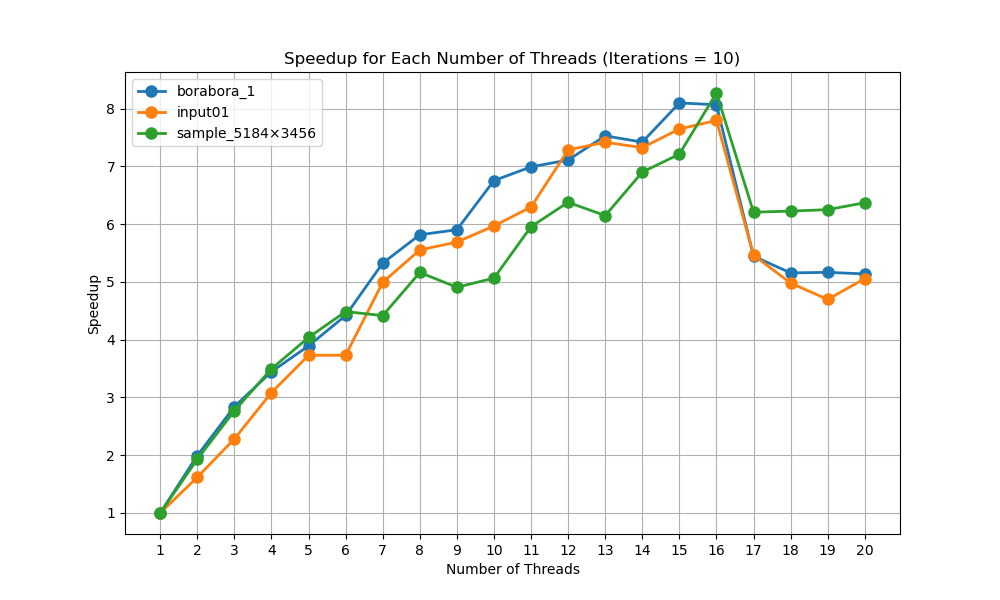 Speedup for Each Number of Threads (Iterations = 10)
borabora_1
input01
sample_5184×3456
Speedup
8
7
6
5
4
3
2
1
1 2 3 4 5 6 7 8 9 10 11 12 13 14 15 16 17 18 19 20
Number of Threads